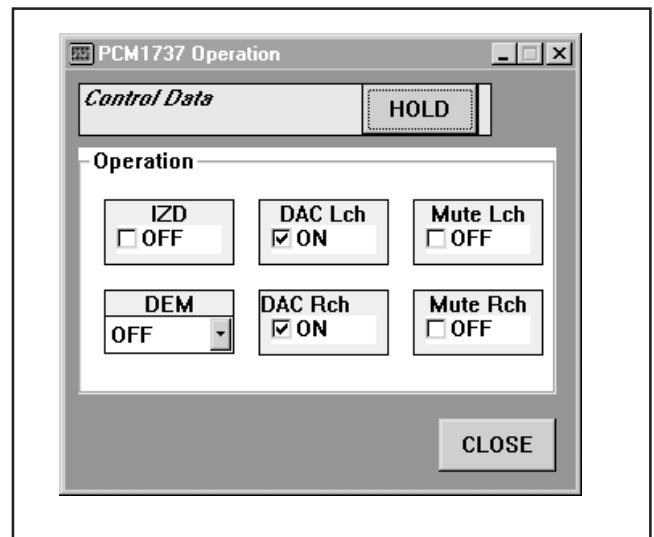 PCM1737 Operation
Control Data
HOLD
Operation
IZD DAC Lch Mute Lch
OFF ON OFF
DEM DAC Rch Mute Rch
OFF ON OFF
CLOSE